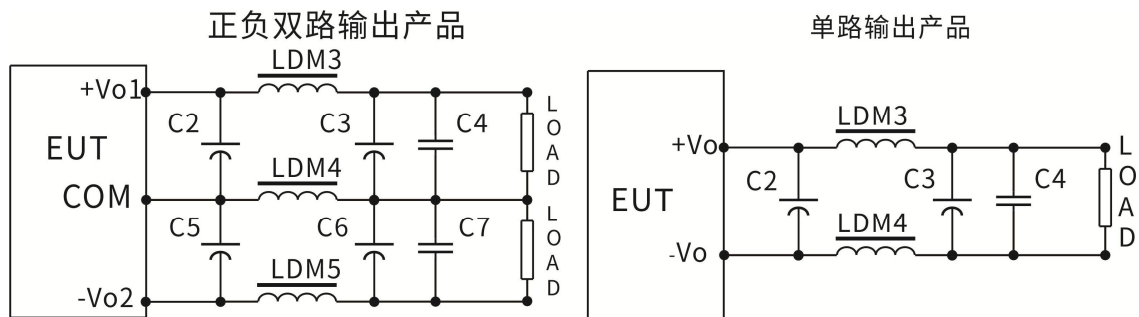 正负双路输出产品
LDM3
+Vo1
C2
C3
C4
LOAD
EUT
LDM4
COM
C5
C6
C7
LOAD
LDM5
-Vo2
单路输出产品
LDM3
+Vo
C2
C3
C4
LOAD
EUT
LDM4
-Vo